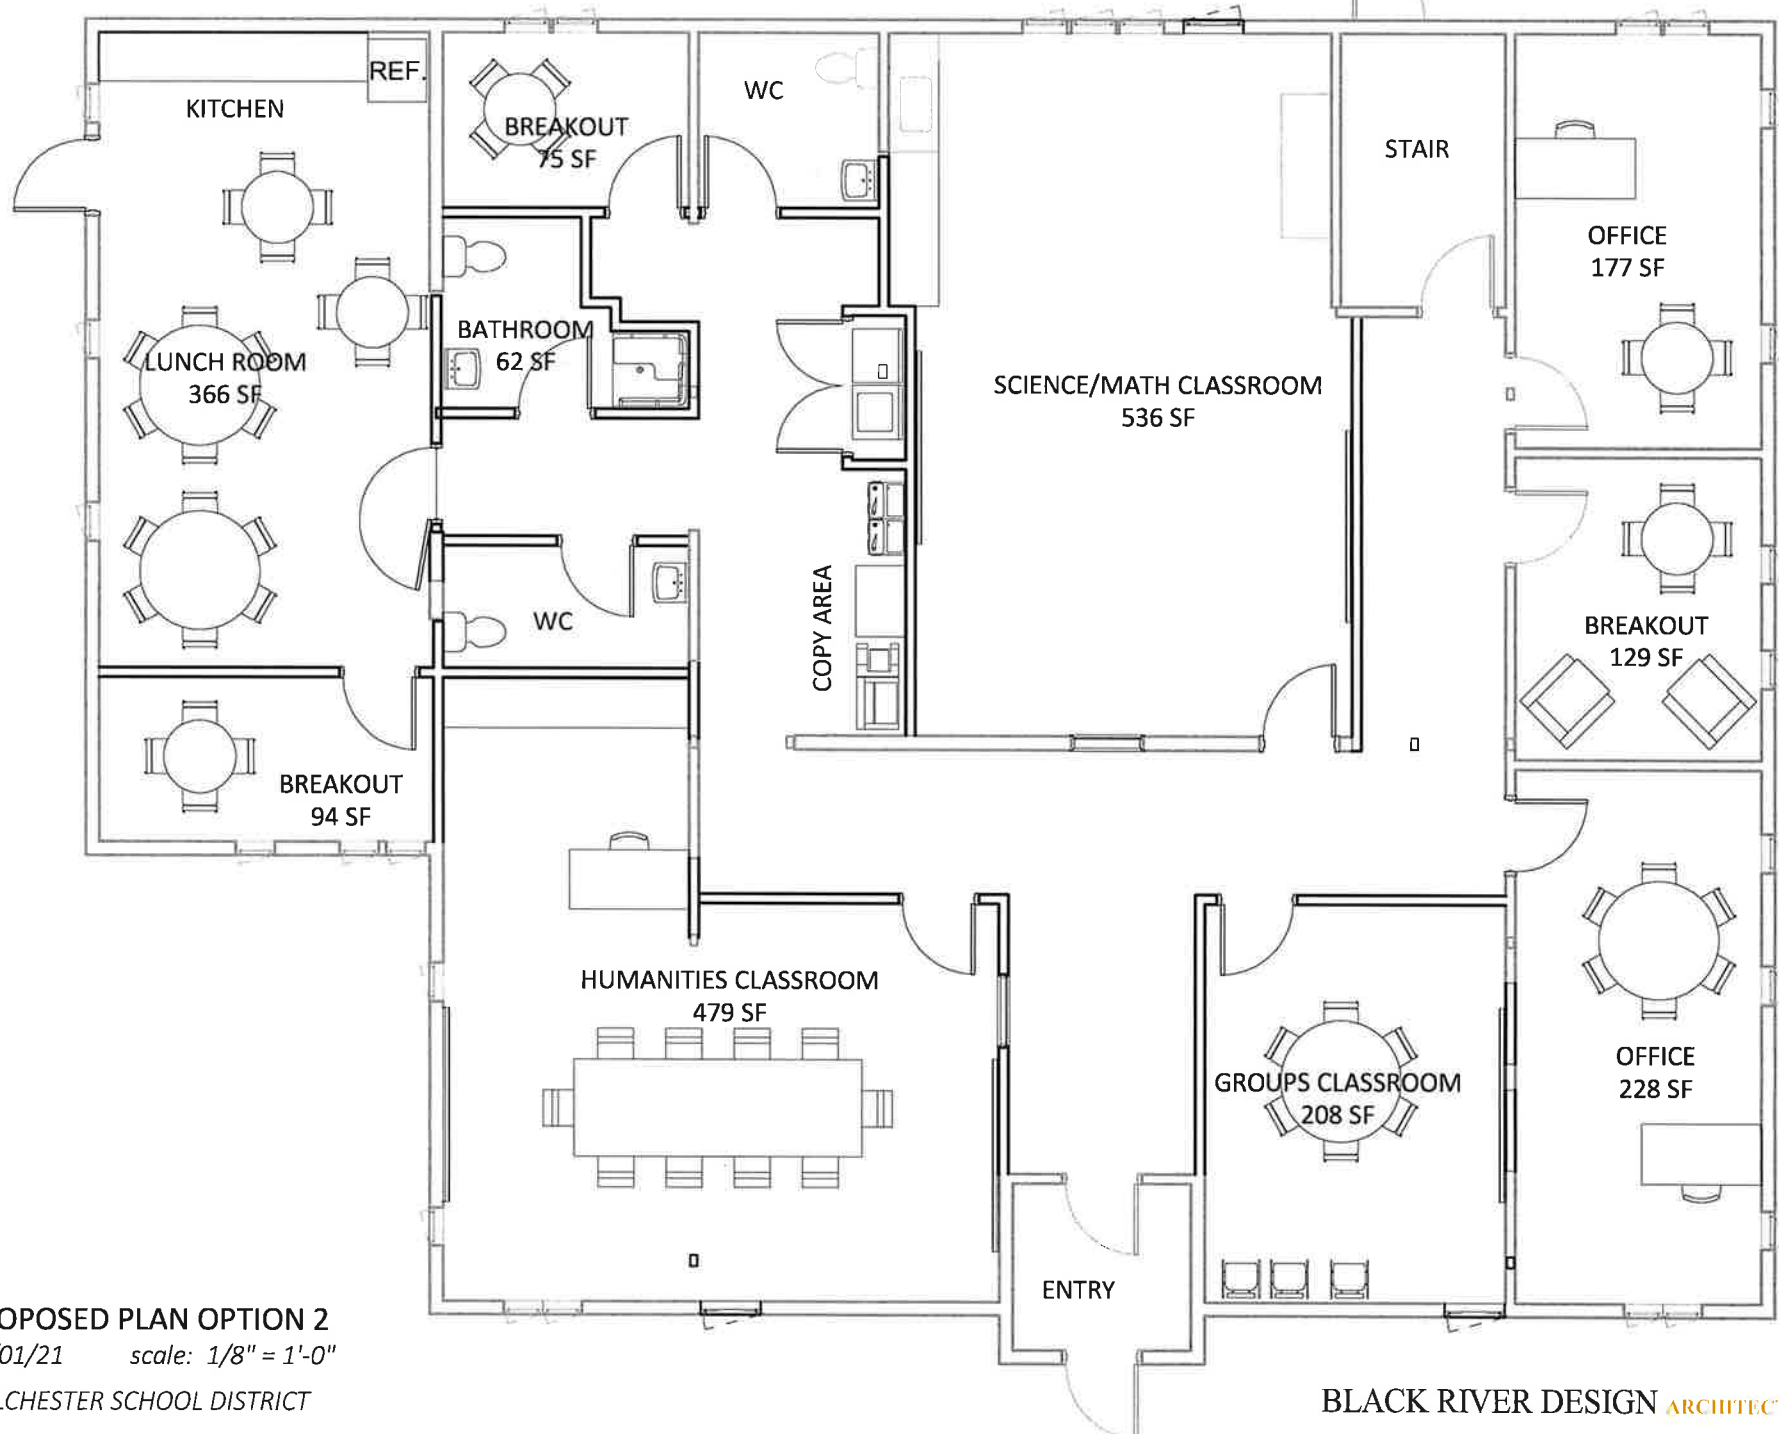 REF.
KITCHEN
BREAKOUT
75 SF
WC
STAIR
OFFICE
177 SF
BATHROOM
62 SF
LUNCH ROOM
366 SF
SCIENCE/MATH CLASSROOM
536 SF
COPY AREA
WC
BREAKOUT
129 SF
BREAKOUT
94 SF
HUMANITIES CLASSROOM
479 SF
GROUPS CLASSROOM
208 SF
OFFICE
228 SF
ENTRY
OPOSED PLAN OPTION 2
/01/21 scale: 1/8" = 1'-0"
LCHESTER SCHOOL DISTRICT
BLACK RIVER DESIGN ARCHITEC